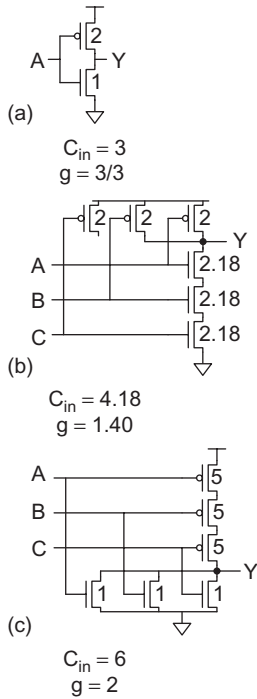 2
A Y
1
(a)
C_in = 3
g = 3/3
2 2 2
Y
A 2.18
B 2.18
C 2.18
(b)
C_in = 4.18
g = 1.40
A 5
B 5
C 5
Y
1 1 1
(c)
C_in = 6
g = 2